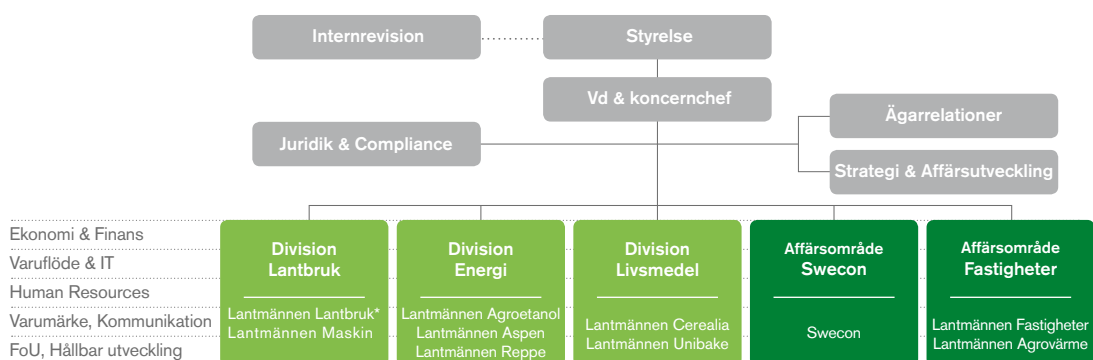 Internrevision
Styrelse
Vd & koncernchef
Ägarrelationer
Juridik & Compliance
Strategi & Affärsutveckling
Ekonomi & Finans
Varuflöde & IT
Human Resources
Varumärke, Kommunikation
FoU, Hållbar utveckling
Division
Lantbruk
Lantmännen Lantbruk*
Lantmännen Maskin
Division
Energi
Lantmännen Agroetanol
Lantmännen Aspen
Lantmännen Reppe
Division
Livsmedel
Lantmännen Cerealia
Lantmännen Unibake
Affärsområde
Swecon
Swecon
Affärsområde
Fastigheter
Lantmännen Fastigheter
Lantmännen Agrovärme